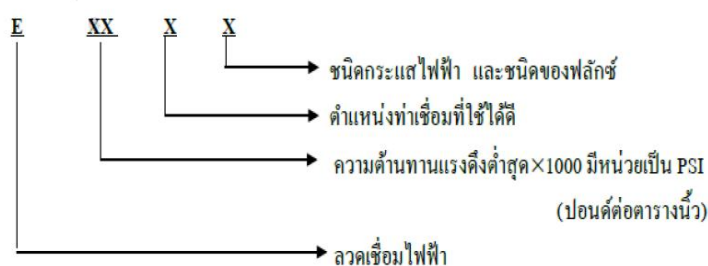 E XX X X
ชนิดกระแสไฟฟ้า และชนิดของฟลักซ์
ตำแหน่งท่าเชื่อมที่ใช้ได้ดี
ความต้านทานแรงดึงต่ำสุด×1000 มีหน่วยเป็น PSI
(ปอนด์ต่อตารางนิ้ว)
ลวดเชื่อมไฟฟ้า